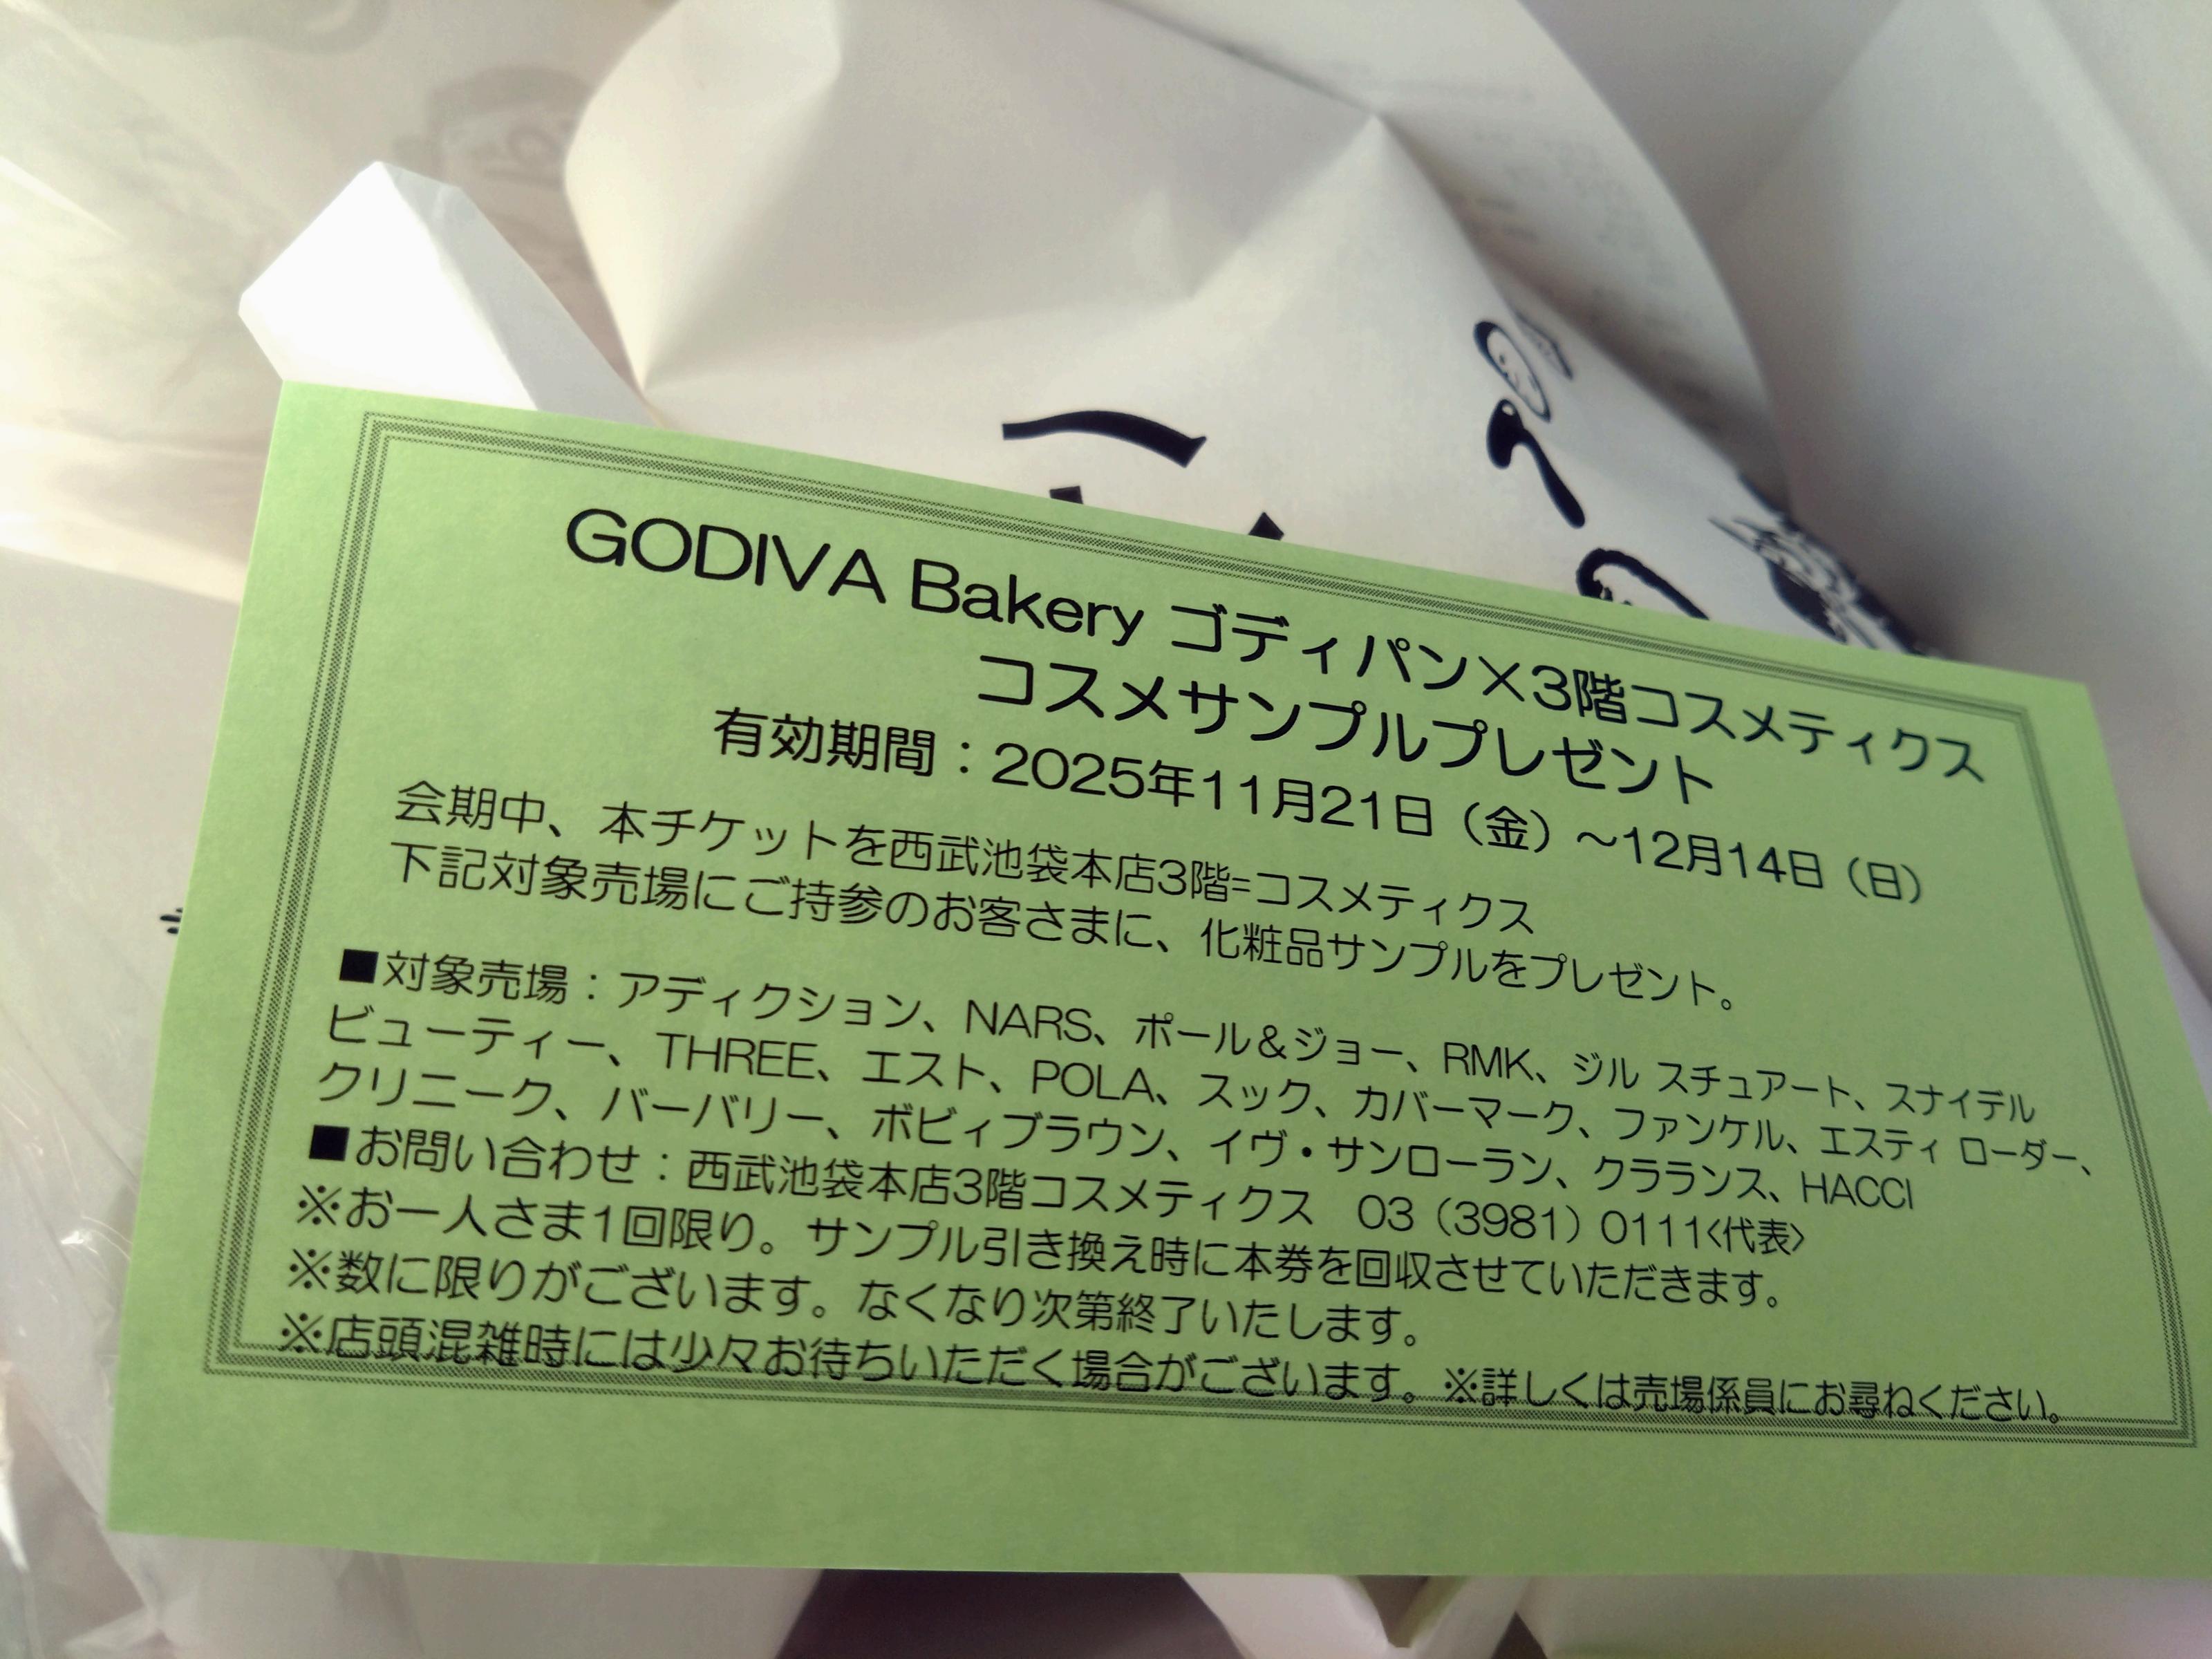 GODIVA Bakery ゴディパン×3階コスメティクス
コスメサンプルプレゼント
有効期間：2025年11月21日（金）～12月14日（日）
会期中、本チケットを西武池袋本店3階=コスメティクス
下記対象売場にご持参のお客さまに、化粧品サンプルをプレゼント。
■対象売場：アディクション、NARS、ポール＆ジョー、RMK、ジル スチュアート、スナイデル
ビューティー、THREE、エスト、POLA、スック、カバーマーク、ファンケル、エスティ ローダー、
クリニーク、バーバリー、ボビィブラウン、イヴ・サンローラン、クラランス、HACCI
■お問い合わせ：西武池袋本店3階コスメティクス　03（3981）0111<代表>
※お一人さま1回限り。サンプル引き換え時に本券を回収させていただきます。
※数に限りがございます。なくなり次第終了いたします。
※店頭混雑時には少々お待ちいただく場合がございます。※詳しくは売場係員にお尋ねください。